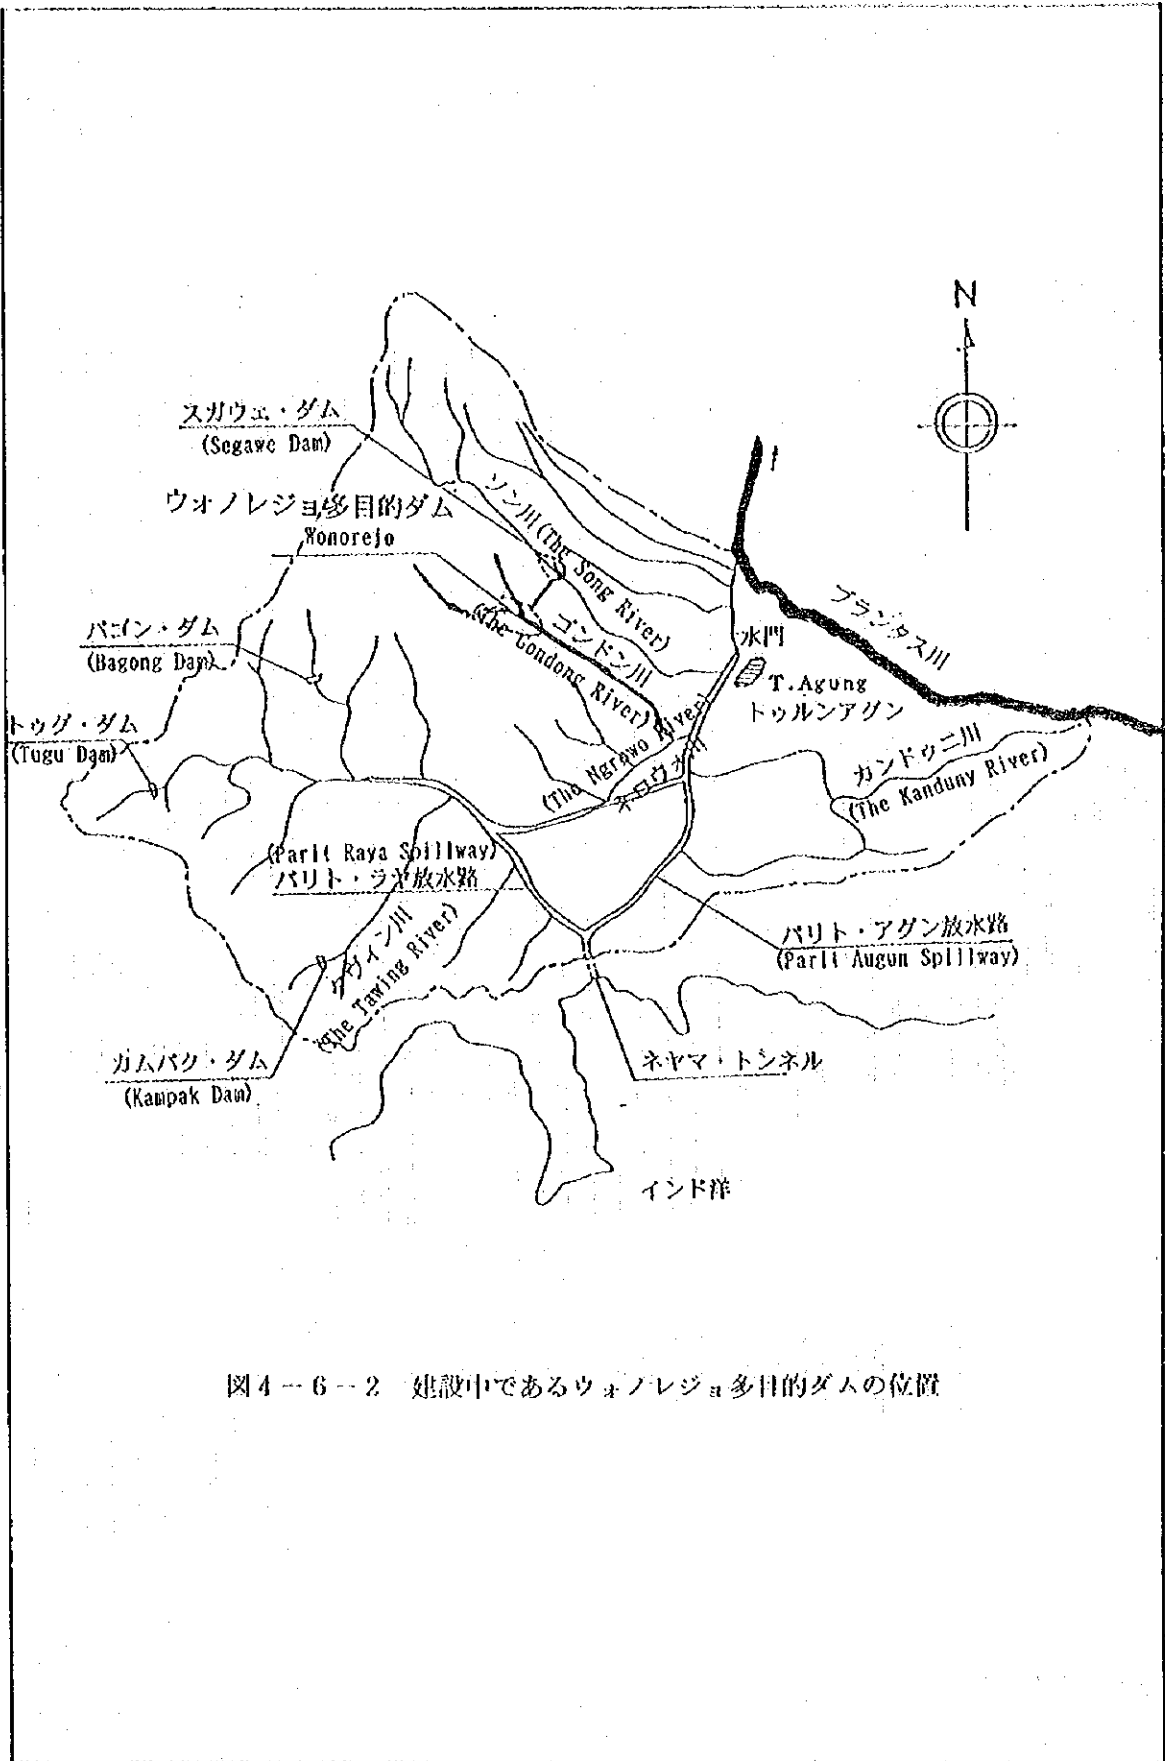 N
スガウェ・ダム
(Segawe Dam)
ウォノレジョ多目的ダム
Wonorejo
ソン川 (The Song River)
ゴンドン川
(The Gondong River)
バゴン・ダム
(Bagong Dam)
トゥグ・ダム
(Tugu Dam)
ブランタス川
水門
T.Agung
トゥルンアグン
(The Ngrowo River)
ネロウォ川
カンドゥニ川
(The Kanduny River)
(Parit Raya Spillway)
パリト・ラヤ放水路
パリト・アグン放水路
(Parit Augun Spillway)
(The Tawing River)
ガムパク・ダム
(Kampak Dam)
ネヤマ・トンネル
インド洋
図4-6-2 建設中であるウォノレジョ多目的ダムの位置